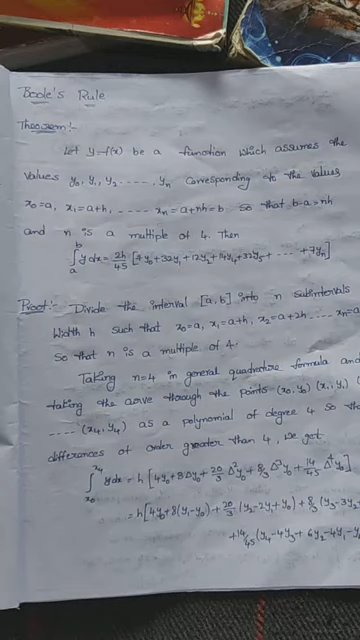 Boole's Rule
Theorem:-
Let y=f(x) be a function which assumes the
values y₀, y₁, y₂ ------, yₙ corresponding to the values
x₀=a, x₁=a+h, ------ xₙ=a+nh=b so that b-a=nh
and n is a multiple of 4. Then
∫ₐᵇ y dx = 2h/45 [7y₀+32y₁+12y₂+14y₄+32y₅+ --- +7yₙ]
Proof:- Divide the interval [a,b] into n subintervals
width h such that x₀=a, x₁=a+h, x₂=a+2h ---- xₙ=a
So that n is a multiple of 4.
Taking n=4 in general quadrature formula and
taking the curve through the points (x₀,y₀) (x₁,y₁)
---- (x₄,y₄) as a polynomial of degree 4 so
differences of order greater than 4, we get
∫ₓ₀ˣ⁴ y dx = h [4y₀+8Δy₀+20/3 Δ²y₀+8/3 Δ³y₀+14/45 Δ⁴y₀]
= h[4y₀+8(y₁-y₀)+20/3 (y₂-2y₁+y₀)+8/3 (y₃-3y₂
+14/45 (y₄-4y₃+6y₂-4y₁-y₀